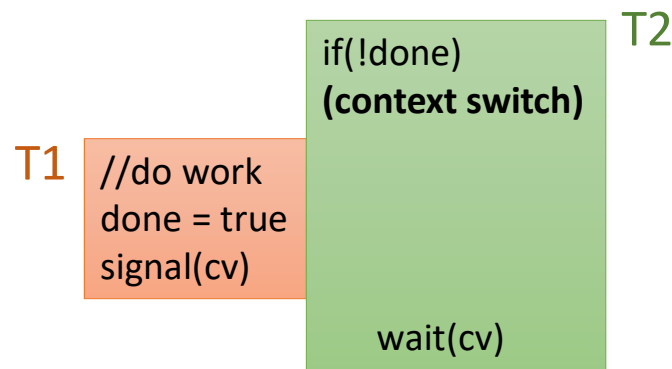 T2
if(!done)
(context switch)
T1
//do work
done = true
signal(cv)
wait(cv)